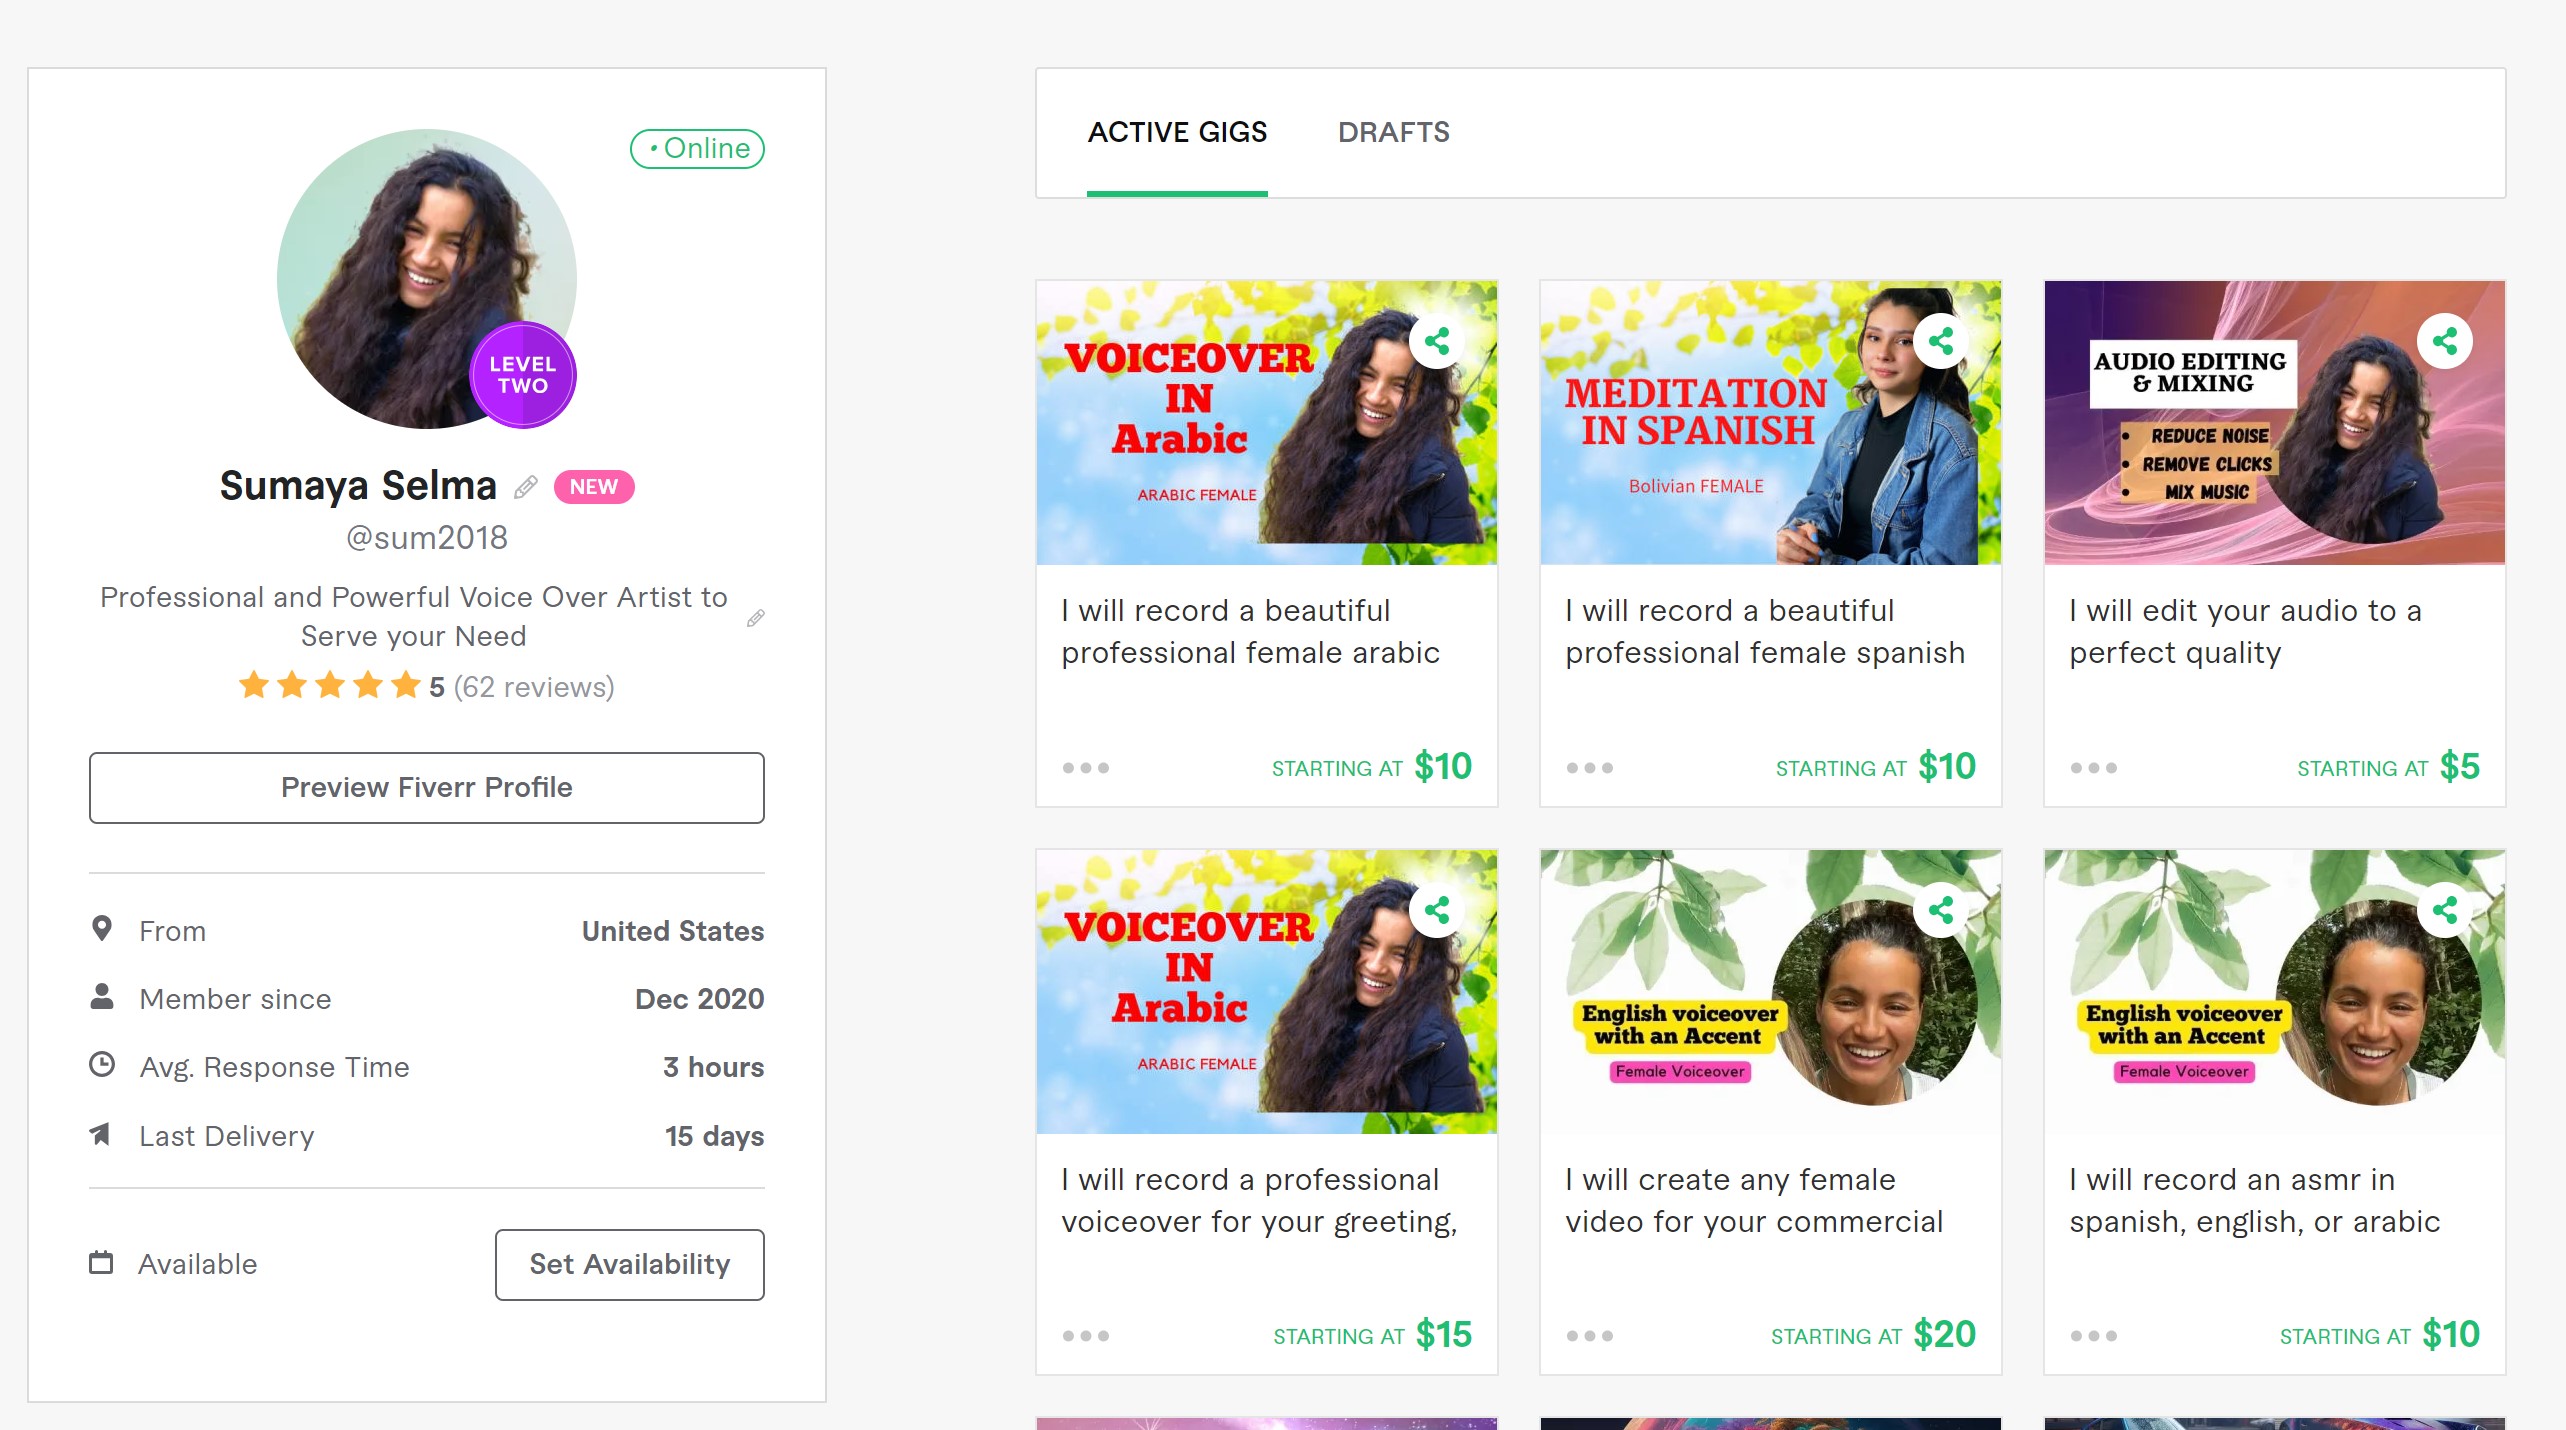 Online
LEVEL
TWO
Sumaya Selma
NEW
@sum2018
Professional and Powerful Voice Over Artist to
Serve your Need
5 (62 reviews)
Preview Fiverr Profile
From United States
Member since Dec 2020
Avg. Response Time 3 hours
Last Delivery 15 days
Available
Set Availability
ACTIVE GIGS
DRAFTS
VOICEOVER
IN
Arabic
ARABIC FEMALE
I will record a beautiful
professional female arabic
STARTING AT $10
MEDITATION
IN SPANISH
Bolivian FEMALE
I will record a beautiful
professional female spanish
STARTING AT $10
AUDIO EDITING
& MIXING
• REDUCE NOISE
• REMOVE CLICKS
• MIX MUSIC
I will edit your audio to a
perfect quality
STARTING AT $5
VOICEOVER
IN
Arabic
ARABIC FEMALE
I will record a professional
voiceover for your greeting,
STARTING AT $15
English voiceover
with an Accent
Female Voiceover
I will create any female
video for your commercial
STARTING AT $20
English voiceover
with an Accent
Female Voiceover
I will record an asmr in
spanish, english, or arabic
STARTING AT $10